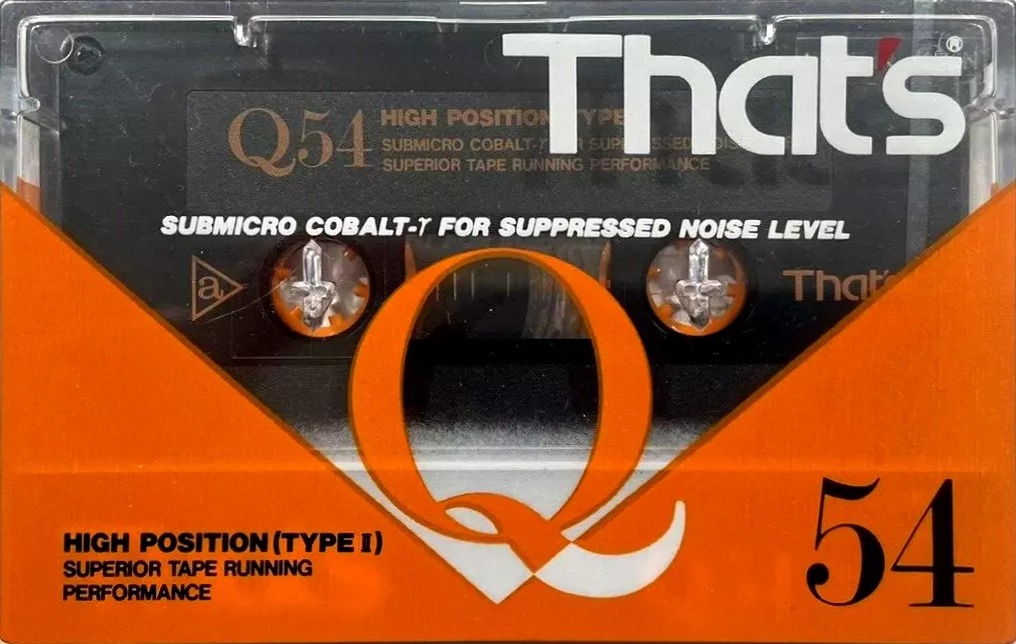 That's®
Q54
HIGH POSITION TYPE
SUBMICRO COBALT-γ FOR SUPPRESSED
SUPERIOR TAPE RUNNING PERFORMANCE
SUBMICRO COBALT-γ FOR SUPPRESSED NOISE LEVEL
a
That's
Q
54
HIGH POSITION (TYPE II)
SUPERIOR TAPE RUNNING
PERFORMANCE